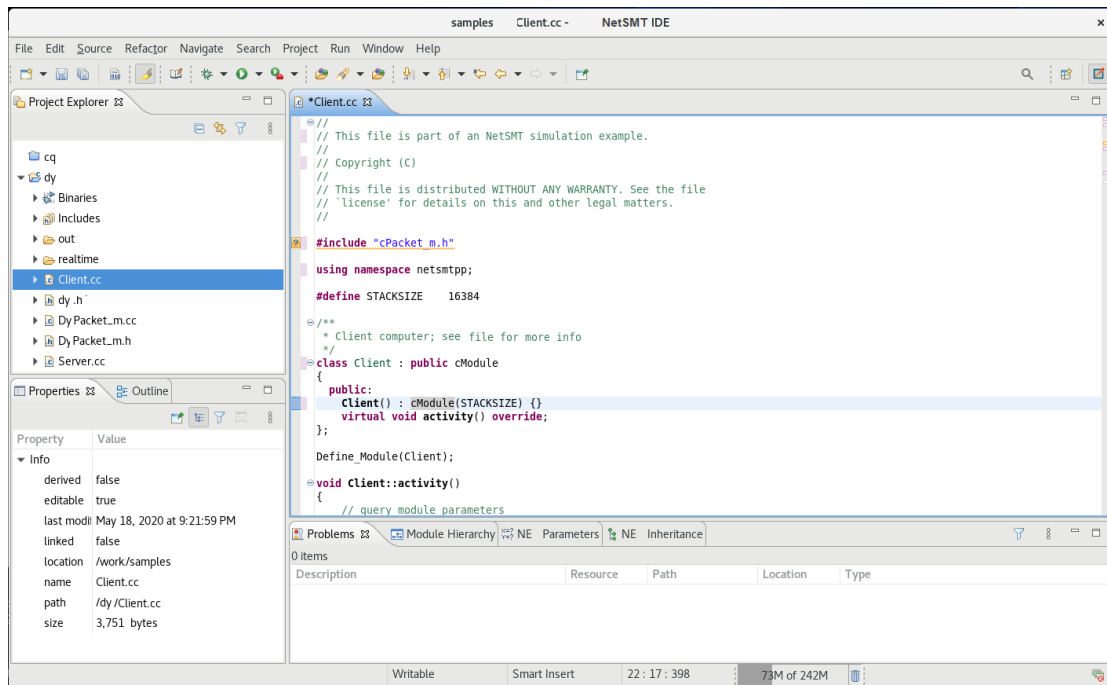 samples Client.cc - NetSMT IDE ×
File Edit Source Refactor Navigate Search Project Run Window Help
Project Explorer
*Client.cc
cq
dy
Binaries
Includes
out
realtime
Client.cc
dy .h
Dy Packet_m.cc
Dy Packet_m.h
Server.cc
//
// This file is part of an NetSMT simulation example.
//
// Copyright (C)
//
// This file is distributed WITHOUT ANY WARRANTY. See the file
// `license' for details on this and other legal matters.
//
#include "cPacket_m.h"
using namespace netsmtpp;
#define STACKSIZE 16384
/**
* Client computer; see file for more info
*/
class Client : public cModule
{
public:
Client() : cModule(STACKSIZE) {}
virtual void activity() override;
};
Define_Module(Client);
void Client::activity()
{
// query module parameters
Properties Outline
Property Value
Info
derived false
editable true
last modi May 18, 2020 at 9:21:59 PM
linked false
location /work/samples
name Client.cc
path /dy /Client.cc
size 3,751 bytes
Problems Module Hierarchy NE Parameters NE Inheritance
0 items
Description Resource Path Location Type
Writable Smart Insert 22 : 17 : 398 73M of 242M